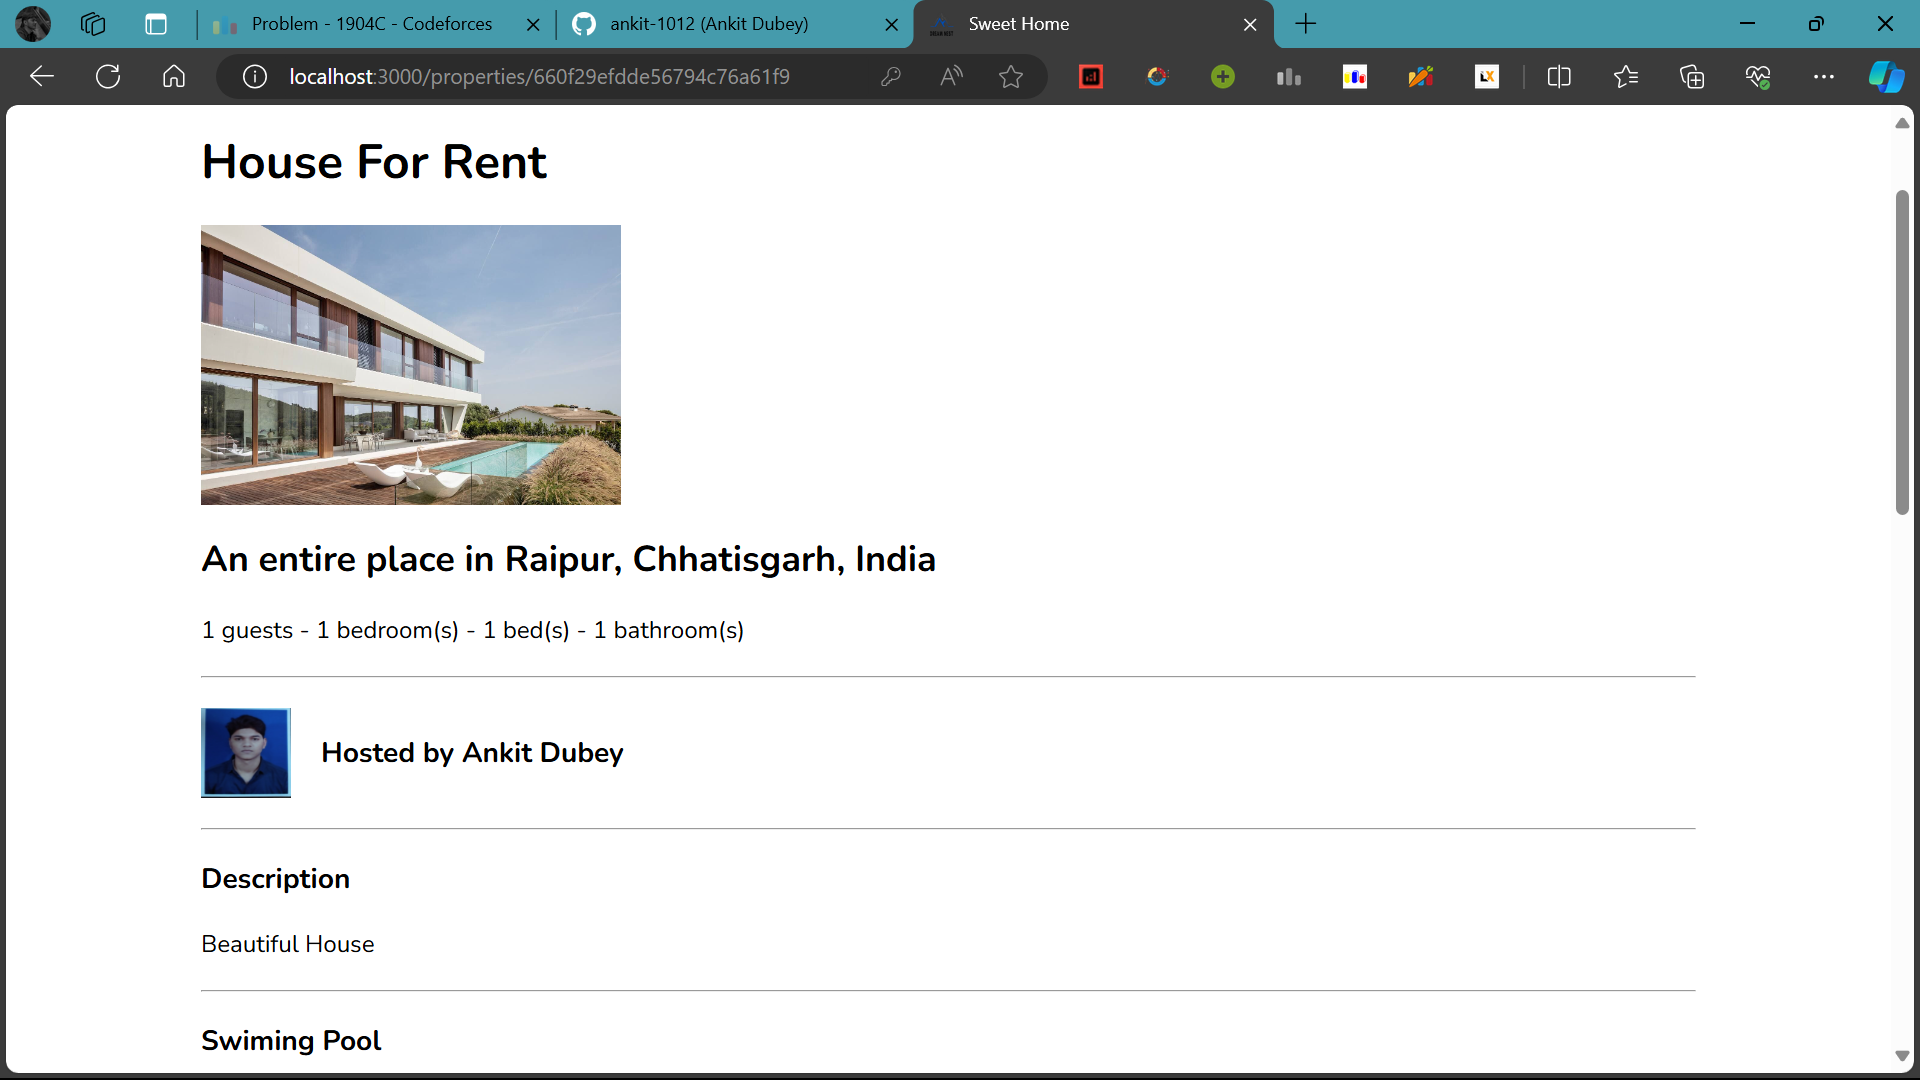 Problem - 1904C - Codeforces
ankit-1012 (Ankit Dubey)
Sweet Home
localhost:3000/properties/660f29efdde56794c76a61f9
House For Rent
An entire place in Raipur, Chhatisgarh, India
1 guests - 1 bedroom(s) - 1 bed(s) - 1 bathroom(s)
Hosted by Ankit Dubey
Description
Beautiful House
Swiming Pool